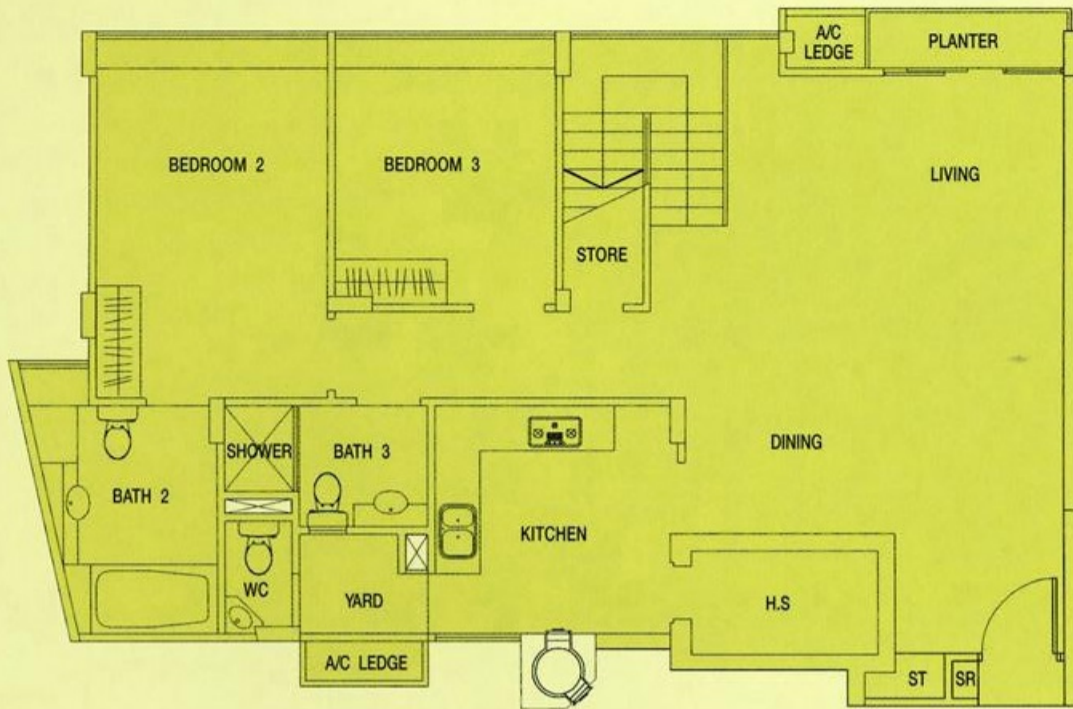 A/C
LEDGE
PLANTER
BEDROOM 2
BEDROOM 3
LIVING
STORE
DINING
SHOWER
BATH 3
BATH 2
KITCHEN
WC
YARD
H.S
A/C LEDGE
ST
SR